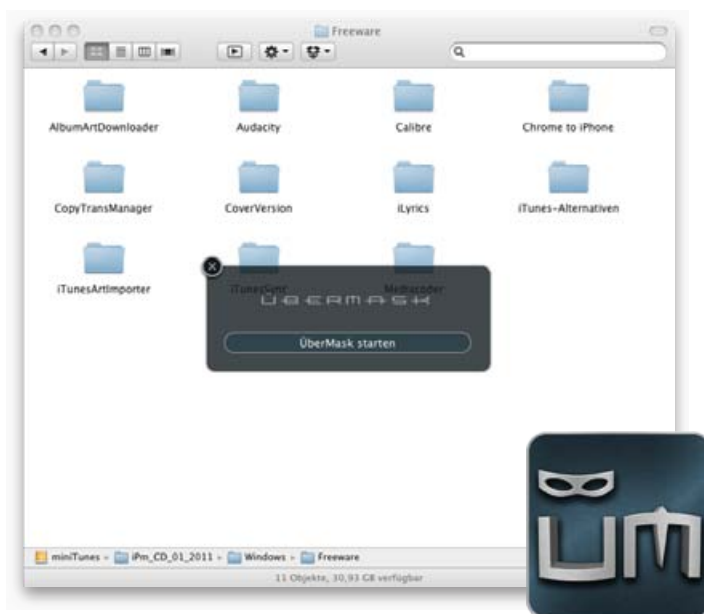 Freeware
AlbumArtDownloader Audacity Calibre Chrome to iPhone
CopyTransManager CoverVersion iLyrics iTunes-Alternativen
iTunesArtImporter iTunesSync Mediacoder
ÜBERMASK
ÜberMask starten
miniTunes iPm_CD_01_2011 Windows Freeware
11 Objekte, 30,93 GB verfügbar
ÜM